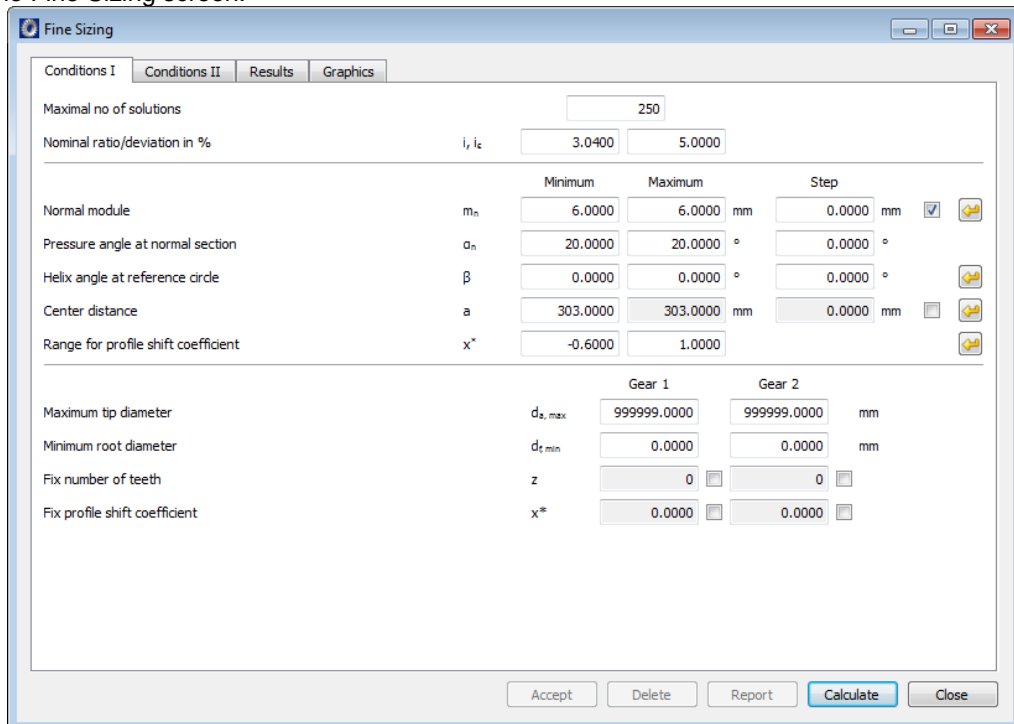 Fine Sizing
Conditions I Conditions II Results Graphics
Maximal no of solutions 250
Nominal ratio/deviation in % i, iε 3.0400 5.0000
Minimum Maximum Step
Normal module mn 6.0000 6.0000 mm 0.0000 mm
Pressure angle at normal section αn 20.0000 20.0000 ° 0.0000 °
Helix angle at reference circle β 0.0000 0.0000 ° 0.0000 °
Center distance a 303.0000 303.0000 mm 0.0000 mm
Range for profile shift coefficient x* -0.6000 1.0000
Gear 1 Gear 2
Maximum tip diameter da, max 999999.0000 999999.0000 mm
Minimum root diameter df min 0.0000 0.0000 mm
Fix number of teeth z 0 0
Fix profile shift coefficient x* 0.0000 0.0000
Accept Delete Report Calculate Close